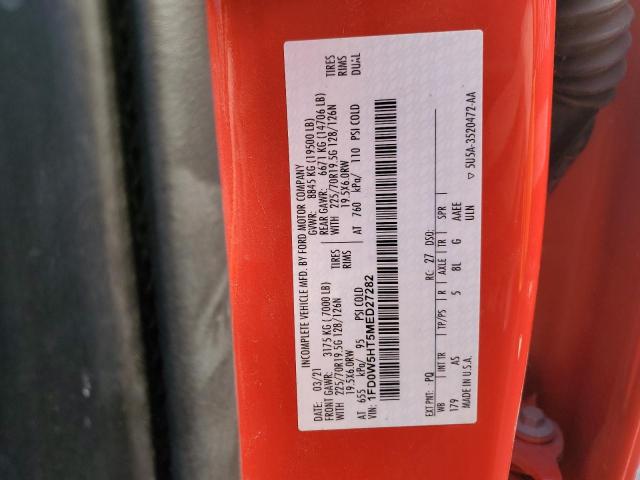 INCOMPLETE VEHICLE MFD. BY FORD MOTOR COMPANY
DATE: 03/21 GVWR: 8845 KG (19500 LB)
FRONT GAWR: 3175 KG (7000 LB) REAR GAWR: 6671 KG (14706 LB)
WITH 225/70R19.5G 128/126N TIRES WITH 225/70R19.5G 128/126N TIRES
19.5X6.0RW RIMS 19.5X6.0RW RIMS
AT 655 kPa/ 95 PSI COLD AT 760 kPa/ 110 PSI COLD DUAL
VIN: 1FD0W5HT5MED27282
EXT PNT: PQ RC: 27 DSO:
WB INT TR TP/PS R AXLE TR SPR
179 AS 5 8L G AAEE
MADE IN U.S.A. ULN
▽ 5U5A-3520472-AA